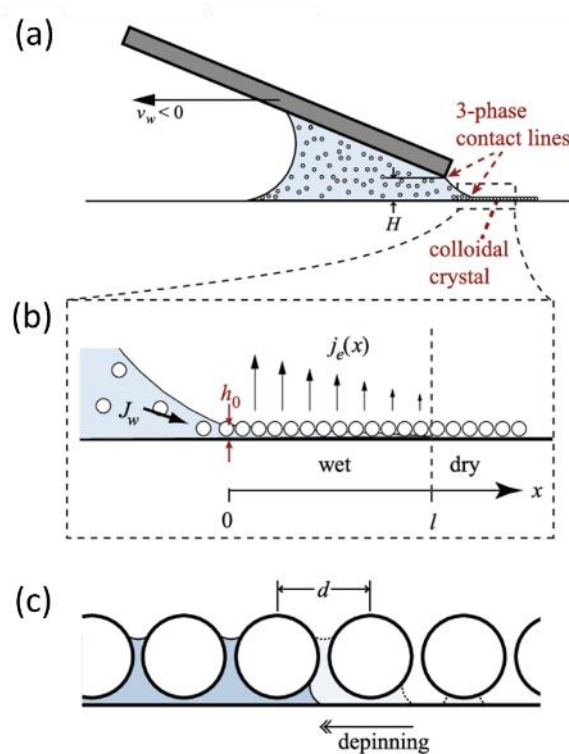 (a)
v_w < 0
3-phase
contact lines
H
colloidal
crystal
(b)
j_e(x)
h_0
J_w
wet
dry
x
0
l
(c)
d
depinning